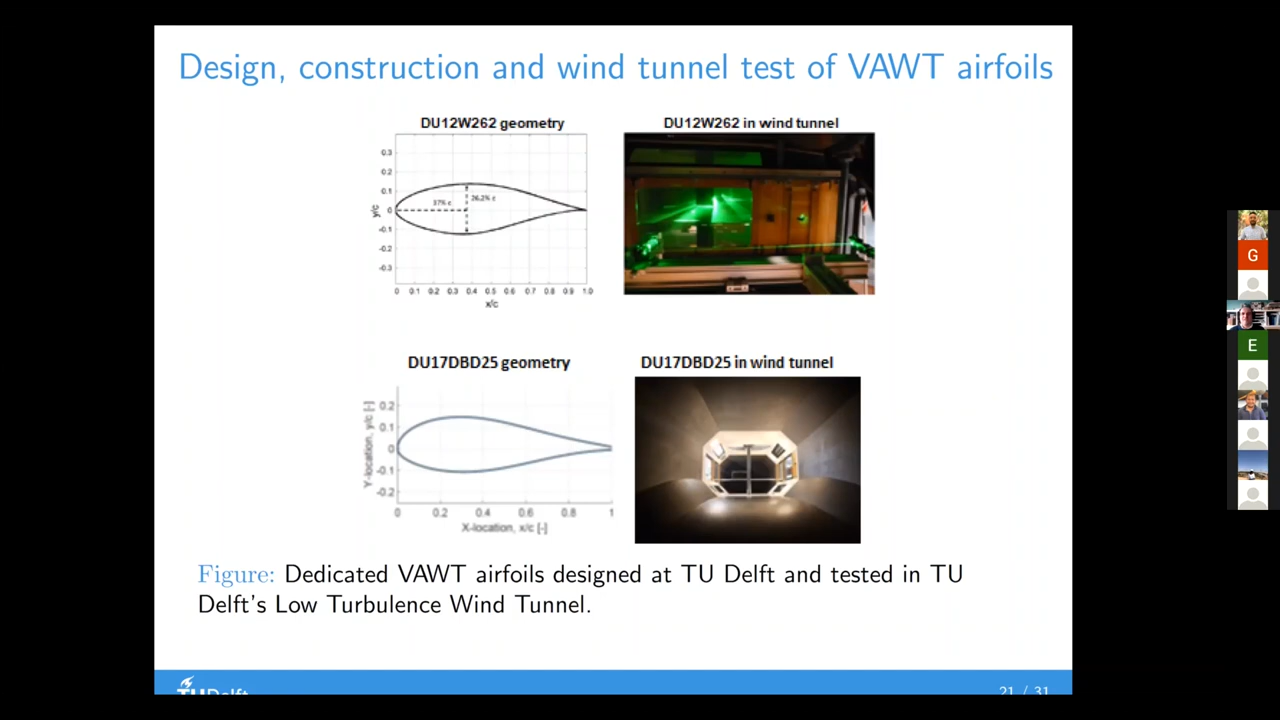 Design, construction and wind tunnel test of VAWT airfoils
DU12W262 geometry
DU12W262 in wind tunnel
0.3
0.2
0.1
0
-0.1
-0.2
-0.3
y/c
37% c
26.2% c
0 0.1 0.2 0.3 0.4 0.5 0.6 0.7 0.8 0.9 1.0
x/c
DU17DBD25 geometry
DU17DBD25 in wind tunnel
0.2
0.1
0
-0.1
-0.2
Y-location, y/c [-]
0 0.2 0.4 0.6 0.8 1
X-location, x/c [-]
Figure: Dedicated VAWT airfoils designed at TU Delft and tested in TU
Delft's Low Turbulence Wind Tunnel.
TU Delft
21 / 31
G
E